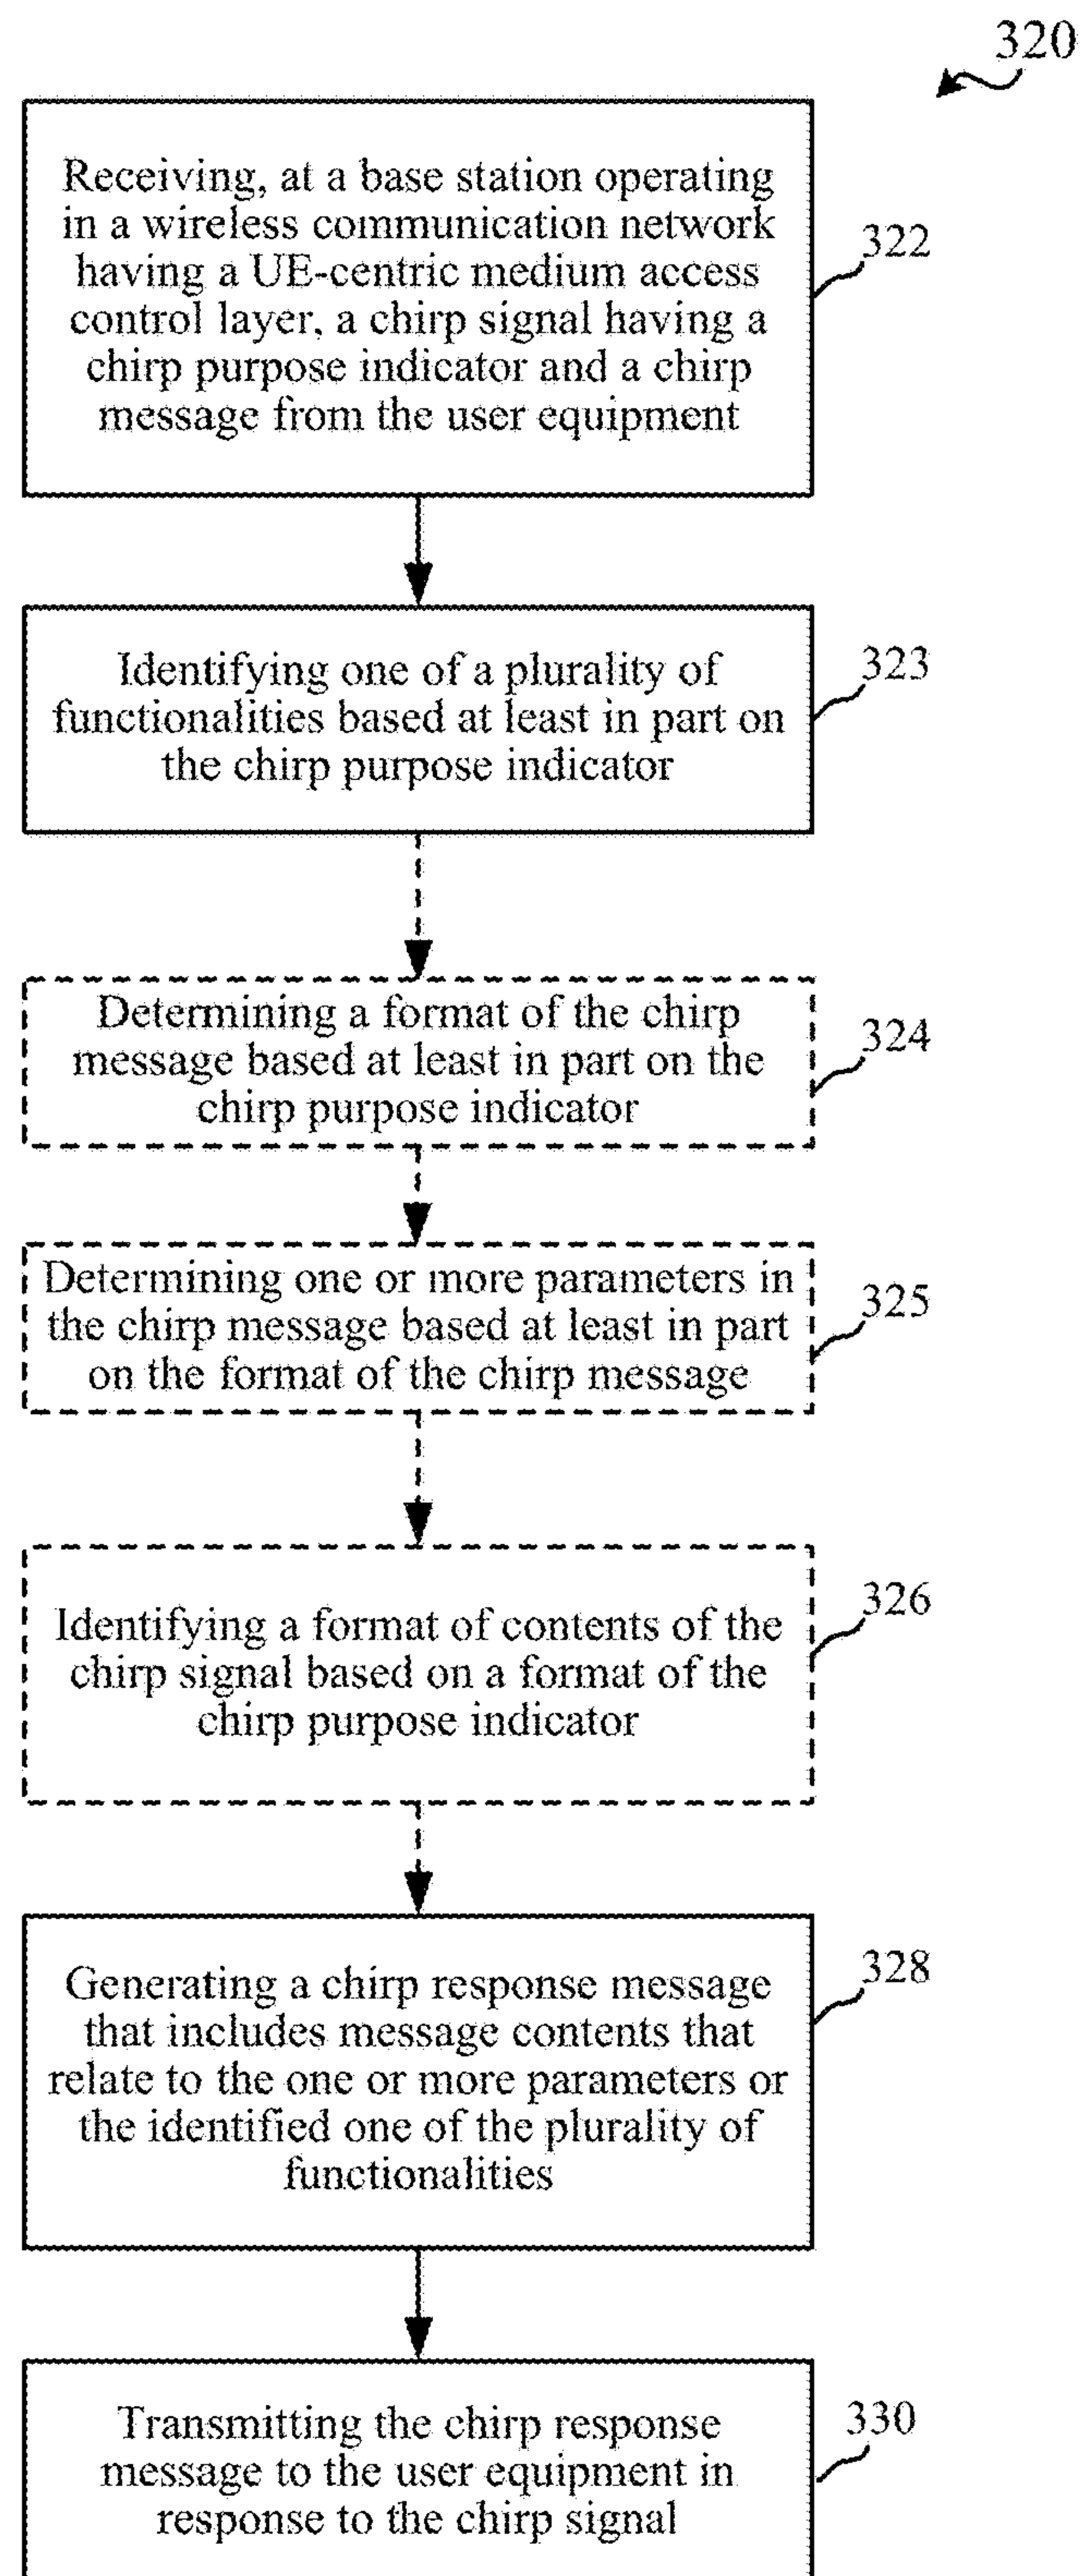 320
Receiving, at a base station operating
in a wireless communication network
having a UE-centric medium access
control layer, a chirp signal having a
chirp purpose indicator and a chirp
message from the user equipment
322
Identifying one of a plurality of
functionalities based at least in part on
the chirp purpose indicator
323
Determining a format of the chirp
message based at least in part on the
chirp purpose indicator
324
Determining one or more parameters in
the chirp message based at least in part
on the format of the chirp message
325
Identifying a format of contents of the
chirp signal based on a format of the
chirp purpose indicator
326
Generating a chirp response message
that includes message contents that
relate to the one or more parameters or
the identified one of the plurality of
functionalities
328
Transmitting the chirp response
message to the user equipment in
response to the chirp signal
330